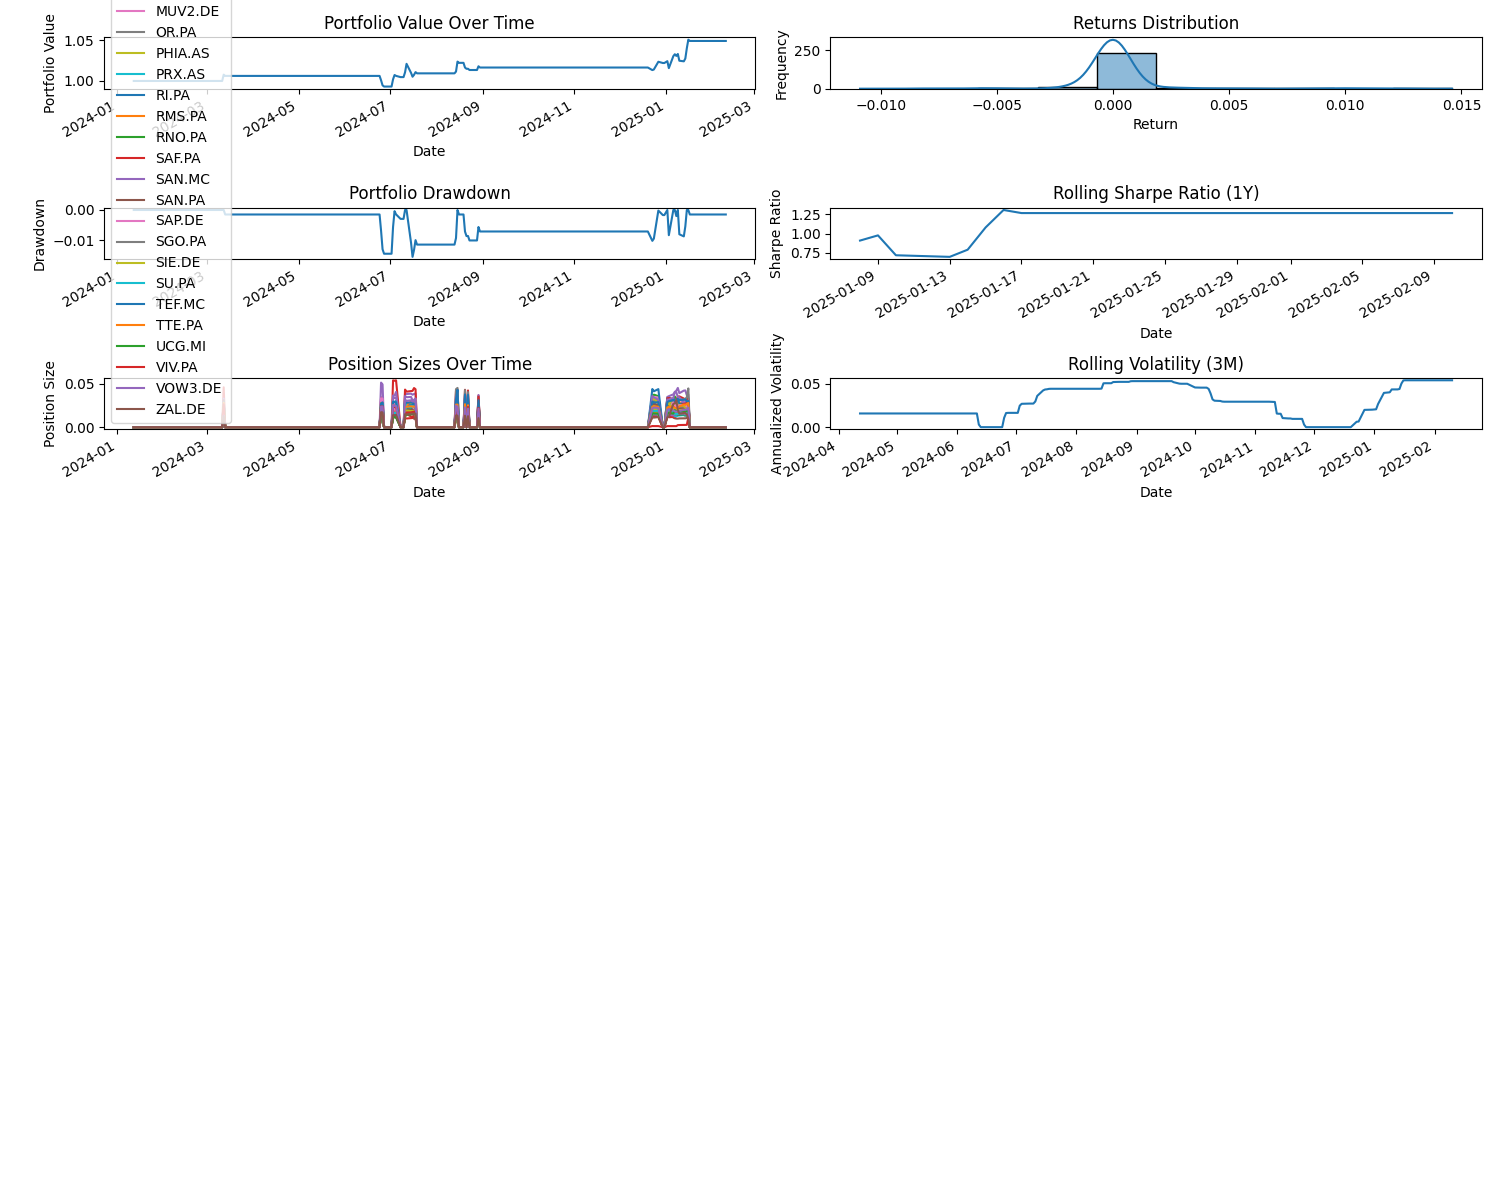 MUV2.DE
OR.PA
PHIA.AS
PRX.AS
RI.PA
RMS.PA
RNO.PA
SAF.PA
SAN.MC
SAN.PA
SAP.DE
SGO.PA
SIE.DE
SU.PA
TEF.MC
TTE.PA
UCG.MI
VIV.PA
VOW3.DE
ZAL.DE
Portfolio Value Over Time
Portfolio Value
1.05
1.00
2024-01
2024-03
2024-05
2024-07
2024-09
2024-11
2025-01
2025-03
Date
Returns Distribution
Frequency
250
0
−0.010
−0.005
0.000
0.005
0.010
0.015
Return
Portfolio Drawdown
Drawdown
0.00
−0.01
2024-01
2024-03
2024-05
2024-07
2024-09
2024-11
2025-01
2025-03
Date
Rolling Sharpe Ratio (1Y)
Sharpe Ratio
1.25
1.00
0.75
2025-01-09
2025-01-13
2025-01-17
2025-01-21
2025-01-25
2025-01-29
2025-02-01
2025-02-05
2025-02-09
Date
Position Sizes Over Time
Position Size
0.05
0.00
2024-01
2024-03
2024-05
2024-07
2024-09
2024-11
2025-01
2025-03
Date
Rolling Volatility (3M)
Annualized Volatility
0.05
0.00
2024-04
2024-05
2024-06
2024-07
2024-08
2024-09
2024-10
2024-11
2024-12
2025-01
2025-02
Date